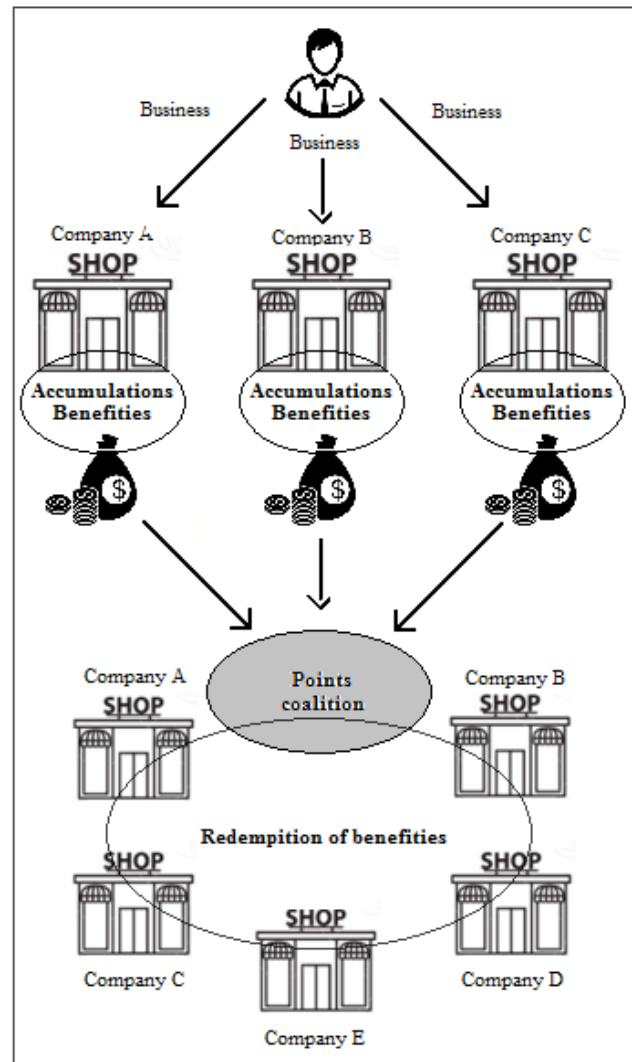 Business
Business
Business
Company A
Company B
Company C
SHOP
SHOP
SHOP
Accumulations
Benefities
Accumulations
Benefities
Accumulations
Benefities
$
$
$
Points
coalition
Company A
Company B
SHOP
SHOP
Redempition of benefities
SHOP
SHOP
SHOP
Company C
Company D
Company E